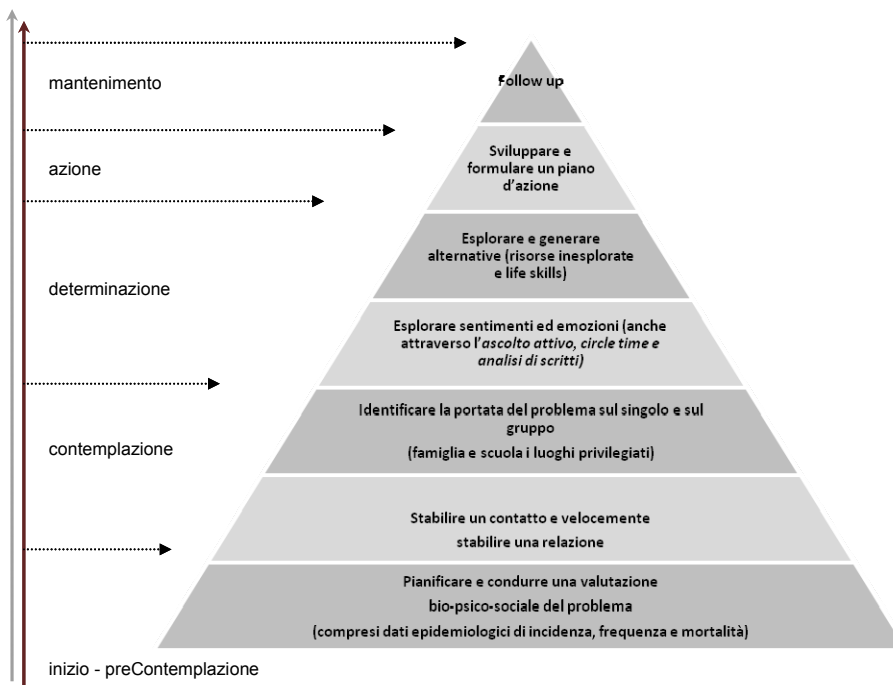 mantenimento
Follow up
azione
Sviluppare e
formulare un piano
d'azione
determinazione
Esplorare e generare
alternative (risorse inesplorate
e life skills)
Esplorare sentimenti ed emozioni (anche
attraverso l'ascolto attivo, circle time e
analisi di scritti)
contemplazione
Identificare la portata del problema sul singolo e sul
gruppo
(famiglia e scuola i luoghi privilegiati)
Stabilire un contatto e velocemente
stabilire una relazione
Pianificare e condurre una valutazione
bio-psico-sociale del problema
(compresi dati epidemiologici di incidenza, frequenza e mortalità)
inizio - preContemplazione